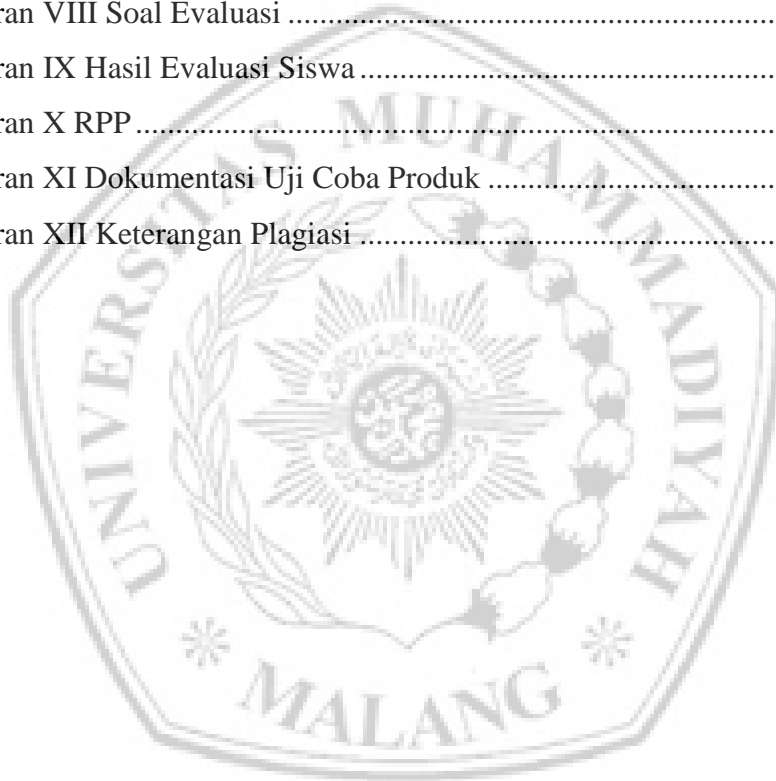 ran VIII Soal Evaluasi ........................................................................
ran IX Hasil Evaluasi Siswa ..............................................................
ran X RPP ...........................................................................................
ran XI Dokumentasi Uji Coba Produk ..........................................
ran XII Keterangan Plagiasi .............................................................
UNIVERSITAS MUHAMMADIYAH
MALANG